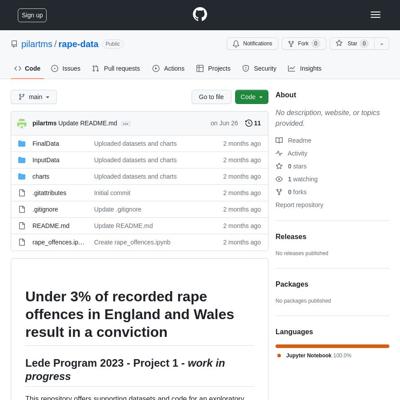 Sign up
pilartms / rape-data Public
Notifications
Fork 0
Star 0
Code
Issues
Pull requests
Actions
Projects
Security
Insights
main
Go to file
Code
About
No description, website, or topics
provided.
Readme
Activity
0 stars
1 watching
0 forks
Report repository
pilartms Update README.md ... on Jun 26 11
FinalData Uploaded datasets and charts 2 months ago
InputData Uploaded datasets and charts 2 months ago
charts Uploaded datasets and charts 2 months ago
.gitattributes Initial commit 2 months ago
.gitignore Update .gitignore 2 months ago
README.md Update README.md 2 months ago
rape_offences.ip... Create rape_offences.ipynb 2 months ago
Releases
No releases published
Packages
No packages published
Languages
Jupyter Notebook 100.0%
Under 3% of recorded rape
offences in England and Wales
result in a conviction
Lede Program 2023 - Project 1 - work in
progress
This repository offers supporting datasets and code for an exploratory